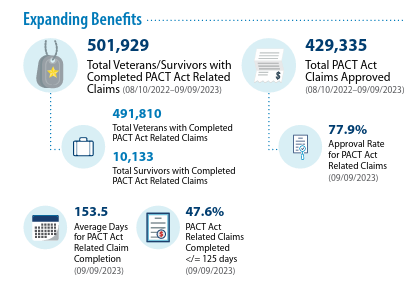 Expanding Benefits
501,929
Total Veterans/Survivors with
Completed PACT Act Related
Claims (08/10/2022–09/09/2023)
491,810
Total Veterans with Completed
PACT Act Related Claims
10,133
Total Survivors with Completed
PACT Act Related Claims
429,335
Total PACT Act
Claims Approved
(08/10/2022–09/09/2023)
77.9%
Approval Rate
for PACT Act
Related Claims
(09/09/2023)
153.5
Average Days
for PACT Act
Related Claim
Completion
(09/09/2023)
47.6%
PACT Act
Related Claims
Completed
</= 125 days
(09/09/2023)